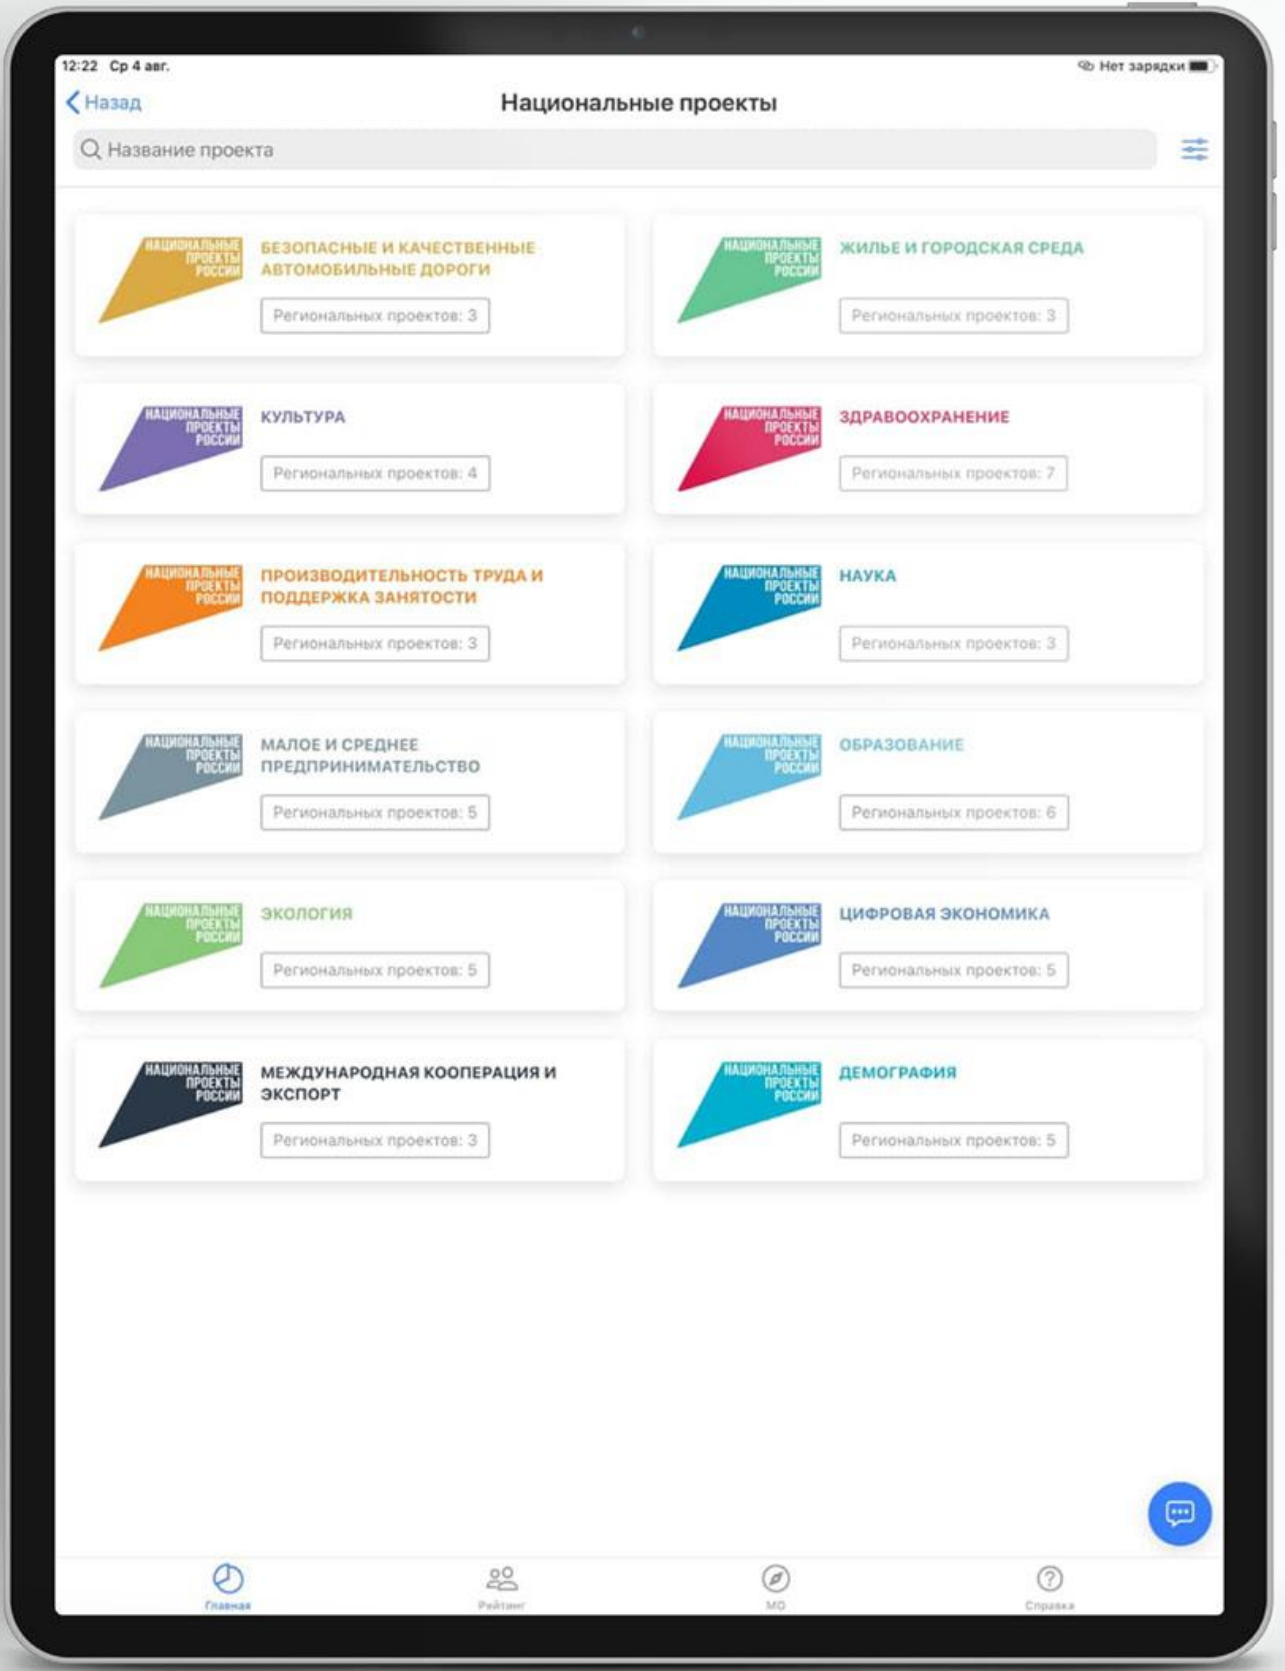 12:22 Ср 4 авг.
Нет зарядки
Назад
Национальные проекты
Название проекта
НАЦИОНАЛЬНЫЕ
ПРОЕКТЫ
РОССИИ
БЕЗОПАСНЫЕ И КАЧЕСТВЕННЫЕ
АВТОМОБИЛЬНЫЕ ДОРОГИ
Региональных проектов: 3
НАЦИОНАЛЬНЫЕ
ПРОЕКТЫ
РОССИИ
ЖИЛЬЕ И ГОРОДСКАЯ СРЕДА
Региональных проектов: 3
НАЦИОНАЛЬНЫЕ
ПРОЕКТЫ
РОССИИ
КУЛЬТУРА
Региональных проектов: 4
НАЦИОНАЛЬНЫЕ
ПРОЕКТЫ
РОССИИ
ЗДРАВООХРАНЕНИЕ
Региональных проектов: 7
НАЦИОНАЛЬНЫЕ
ПРОЕКТЫ
РОССИИ
ПРОИЗВОДИТЕЛЬНОСТЬ ТРУДА И
ПОДДЕРЖКА ЗАНЯТОСТИ
Региональных проектов: 3
НАЦИОНАЛЬНЫЕ
ПРОЕКТЫ
РОССИИ
НАУКА
Региональных проектов: 3
НАЦИОНАЛЬНЫЕ
ПРОЕКТЫ
РОССИИ
МАЛОЕ И СРЕДНЕЕ
ПРЕДПРИНИМАТЕЛЬСТВО
Региональных проектов: 5
НАЦИОНАЛЬНЫЕ
ПРОЕКТЫ
РОССИИ
ОБРАЗОВАНИЕ
Региональных проектов: 6
НАЦИОНАЛЬНЫЕ
ПРОЕКТЫ
РОССИИ
ЭКОЛОГИЯ
Региональных проектов: 5
НАЦИОНАЛЬНЫЕ
ПРОЕКТЫ
РОССИИ
ЦИФРОВАЯ ЭКОНОМИКА
Региональных проектов: 5
НАЦИОНАЛЬНЫЕ
ПРОЕКТЫ
РОССИИ
МЕЖДУНАРОДНАЯ КООПЕРАЦИЯ И
ЭКСПОРТ
Региональных проектов: 3
НАЦИОНАЛЬНЫЕ
ПРОЕКТЫ
РОССИИ
ДЕМОГРАФИЯ
Региональных проектов: 5
Главная
Рейтинг
МО
Справка